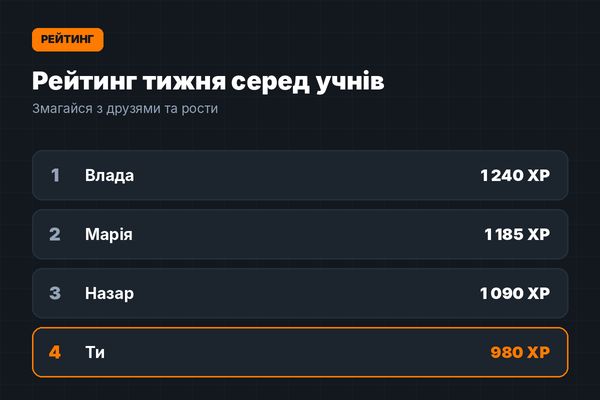 РЕЙТИНГ
Рейтинг тижня серед учнів
Змагайся з друзями та рости
1 Влада 1 240 XP
2 Марія 1 185 XP
3 Назар 1 090 XP
4 Ти 980 XP